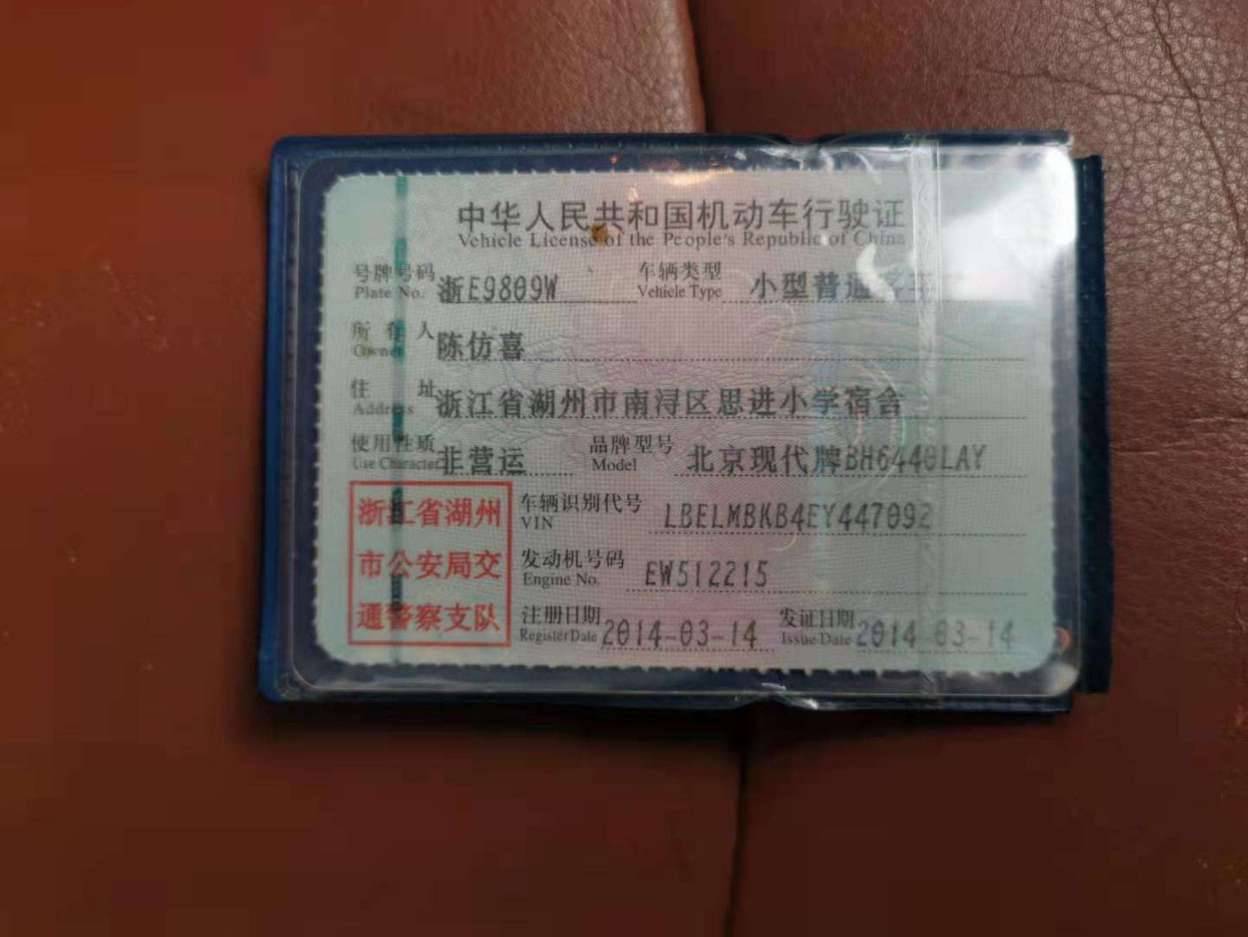 中华人民共和国机动车行驶证
Vehicle License of the People's Republic of China
号牌号码 浙E9809W 车辆类型 小型普通客车
Plate No. Vehicle Type
所有人 陈仿喜
Owner
住址 浙江省湖州市南浔区思进小学宿舍
Address
使用性质 非营运 品牌型号 北京现代牌BH6440LAY
Use Character Model
浙江省湖州
市公安局交
通警察支队
车辆识别代号 LBELMBKB4EY447092
VIN
发动机号码 EW512215
Engine No.
注册日期 2014-03-14 发证日期 2014-03-14
Register Date Issue Date